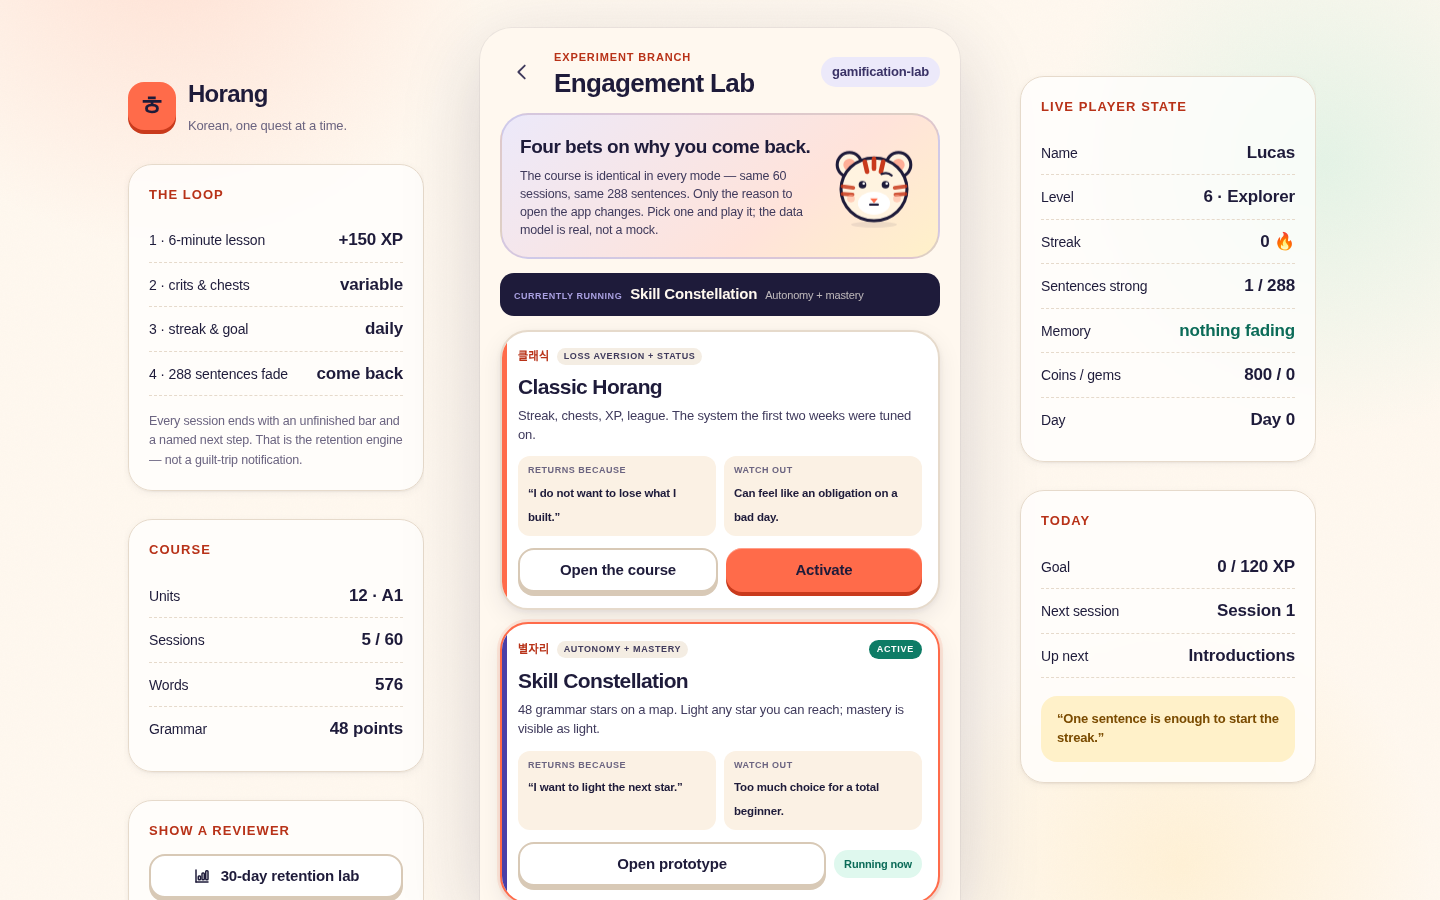 ㅎ
Horang
Korean, one quest at a time.
THE LOOP
1 · 6-minute lesson +150 XP
2 · crits & chests variable
3 · streak & goal daily
4 · 288 sentences fade come back
Every session ends with an unfinished bar and
a named next step. That is the retention engine
— not a guilt-trip notification.
COURSE
Units 12 · A1
Sessions 5 / 60
Words 576
Grammar 48 points
SHOW A REVIEWER
30-day retention lab
EXPERIMENT BRANCH
Engagement Lab
gamification-lab
Four bets on why you come back.
The course is identical in every mode — same 60
sessions, same 288 sentences. Only the reason to
open the app changes. Pick one and play it; the data
model is real, not a mock.
CURRENTLY RUNNING Skill Constellation Autonomy + mastery
클래식 LOSS AVERSION + STATUS
Classic Horang
Streak, chests, XP, league. The system the first two weeks were tuned
on.
RETURNS BECAUSE
“I do not want to lose what I
built.”
WATCH OUT
Can feel like an obligation on a
bad day.
Open the course
Activate
별자리 AUTONOMY + MASTERY ACTIVE
Skill Constellation
48 grammar stars on a map. Light any star you can reach; mastery is
visible as light.
RETURNS BECAUSE
“I want to light the next star.”
WATCH OUT
Too much choice for a total
beginner.
Open prototype
Running now
LIVE PLAYER STATE
Name Lucas
Level 6 · Explorer
Streak 0 🔥
Sentences strong 1 / 288
Memory nothing fading
Coins / gems 800 / 0
Day Day 0
TODAY
Goal 0 / 120 XP
Next session Session 1
Up next Introductions
“One sentence is enough to start the
streak.”